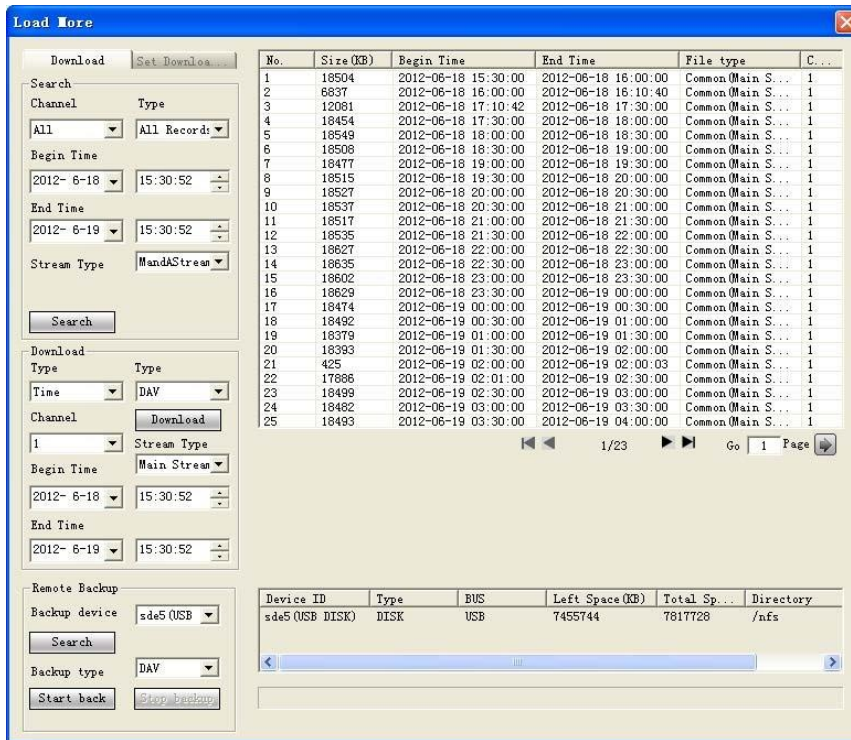 Load More
Download Set Downloa...
Search
Channel Type
All All Record:
Begin Time
2012- 6-18 15:30:52
End Time
2012- 6-19 15:30:52
Stream Type MandAStrean
Search
Download
Type Type
Time DAV
Channel Download
1 Stream Type
Begin Time Main Strean
2012- 6-18 15:30:52
End Time
2012- 6-19 15:30:52
Remote Backup
Backup device sde5(USB
Search
Backup type DAV
Start back Stop backup
No. Size(KB) Begin Time End Time File type C...
1 18504 2012-06-18 15:30:00 2012-06-18 16:00:00 Common(Main S... 1
2 6837 2012-06-18 16:00:00 2012-06-18 16:10:40 Common(Main S... 1
3 12081 2012-06-18 17:10:42 2012-06-18 17:30:00 Common(Main S... 1
4 18454 2012-06-18 17:30:00 2012-06-18 18:00:00 Common(Main S... 1
5 18549 2012-06-18 18:00:00 2012-06-18 18:30:00 Common(Main S... 1
6 18508 2012-06-18 18:30:00 2012-06-18 19:00:00 Common(Main S... 1
7 18477 2012-06-18 19:00:00 2012-06-18 19:30:00 Common(Main S... 1
8 18515 2012-06-18 19:30:00 2012-06-18 20:00:00 Common(Main S... 1
9 18527 2012-06-18 20:00:00 2012-06-18 20:30:00 Common(Main S... 1
10 18537 2012-06-18 20:30:00 2012-06-18 21:00:00 Common(Main S... 1
11 18517 2012-06-18 21:00:00 2012-06-18 21:30:00 Common(Main S... 1
12 18535 2012-06-18 21:30:00 2012-06-18 22:00:00 Common(Main S... 1
13 18627 2012-06-18 22:00:00 2012-06-18 22:30:00 Common(Main S... 1
14 18635 2012-06-18 22:30:00 2012-06-18 23:00:00 Common(Main S... 1
15 18602 2012-06-18 23:00:00 2012-06-18 23:30:00 Common(Main S... 1
16 18629 2012-06-18 23:30:00 2012-06-19 00:00:00 Common(Main S... 1
17 18474 2012-06-19 00:00:00 2012-06-19 00:30:00 Common(Main S... 1
18 18492 2012-06-19 00:30:00 2012-06-19 01:00:00 Common(Main S... 1
19 18379 2012-06-19 01:00:00 2012-06-19 01:30:00 Common(Main S... 1
20 18393 2012-06-19 01:30:00 2012-06-19 02:00:00 Common(Main S... 1
21 425 2012-06-19 02:00:00 2012-06-19 02:00:03 Common(Main S... 1
22 17886 2012-06-19 02:01:00 2012-06-19 02:30:00 Common(Main S... 1
23 18499 2012-06-19 02:30:00 2012-06-19 03:00:00 Common(Main S... 1
24 18482 2012-06-19 03:00:00 2012-06-19 03:30:00 Common(Main S... 1
25 18493 2012-06-19 03:30:00 2012-06-19 04:00:00 Common(Main S... 1
1/23 Go 1 Page
Device ID Type BUS Left Space(KB) Total Sp... Directory
sde5(USB DISK) DISK USB 7455744 7817728 /nfs